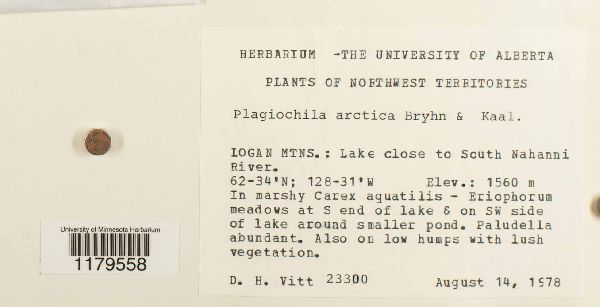 HERBARIUM -THE UNIVERSITY OF ALBERTA
PLANTS OF NORTHWEST TERRITORIES
Plagiochila arctica Bryhn & Kaal.
LOGAN MTNS.: Lake close to South Nahanni
River.
62-34'N; 128-31'W Elev.: 1560 m
In marshy Carex aquatilis - Eriophorum
meadows at S end of lake & on SW side
of lake around smaller pond. Paludella
abundant. Also on low humps with lush
vegetation.
D. H. Vitt 23300 August 14, 1978
University of Minnesota Herbarium
1179558